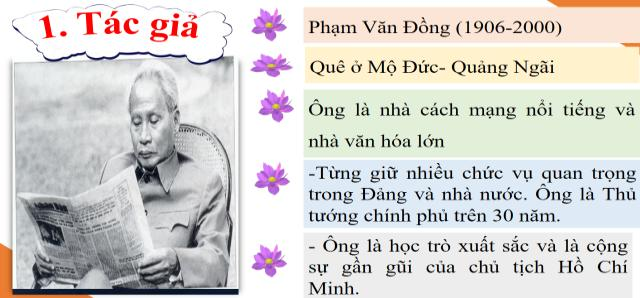 1. Tác giả
Phạm Văn Đồng (1906-2000)
Quê ở Mộ Đức- Quảng Ngãi
Ông là nhà cách mạng nổi tiếng và
nhà văn hóa lớn
-Từng giữ nhiều chức vụ quan trọng
trong Đảng và nhà nước. Ông là Thủ
tướng chính phủ trên 30 năm.
- Ông là học trò xuất sắc và là cộng
sự gần gũi của chủ tịch Hồ Chí
Minh.